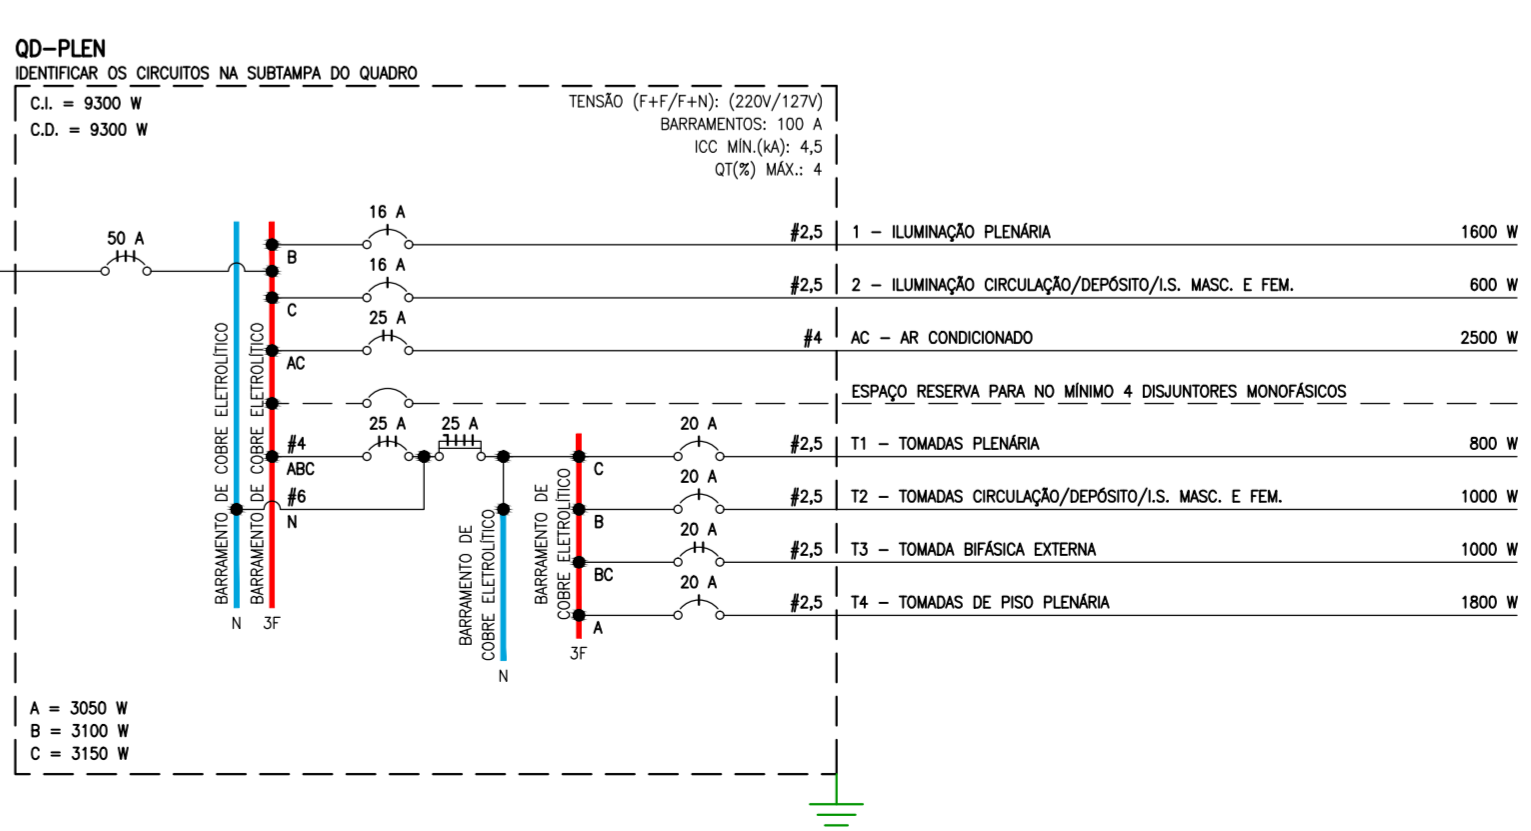 QD-PLEN
IDENTIFICAR OS CIRCUITOS NA SUBTAMPA DO QUADRO
C.I. = 9300 W
C.D. = 9300 W
TENSÃO (F+F/F+N): (220V/127V)
BARRAMENTOS: 100 A
ICC MÍN.(kA): 4,5
QT(%) MÁX.: 4
50 A
16 A
B
#2,5
1 - ILUMINAÇÃO PLENÁRIA
1600 W
16 A
C
#2,5
2 - ILUMINAÇÃO CIRCULAÇÃO/DEPÓSITO/I.S. MASC. E FEM.
600 W
25 A
AC
#4
AC - AR CONDICIONADO
2500 W
ESPAÇO RESERVA PARA NO MÍNIMO 4 DISJUNTORES MONOFÁSICOS
#4
ABC
25 A
25 A
#6
N
C
20 A
#2,5
T1 - TOMADAS PLENÁRIA
800 W
B
20 A
#2,5
T2 - TOMADAS CIRCULAÇÃO/DEPÓSITO/I.S. MASC. E FEM.
1000 W
BC
20 A
#2,5
T3 - TOMADA BIFÁSICA EXTERNA
1000 W
A
20 A
#2,5
T4 - TOMADAS DE PISO PLENÁRIA
1800 W
BARRAMENTO DE COBRE ELETROLÍTICO
N
BARRAMENTO DE COBRE ELETROLÍTICO
3F
BARRAMENTO DE
COBRE ELETROLÍTICO
N
BARRAMENTO DE
COBRE ELETROLÍTICO
3F
A = 3050 W
B = 3100 W
C = 3150 W